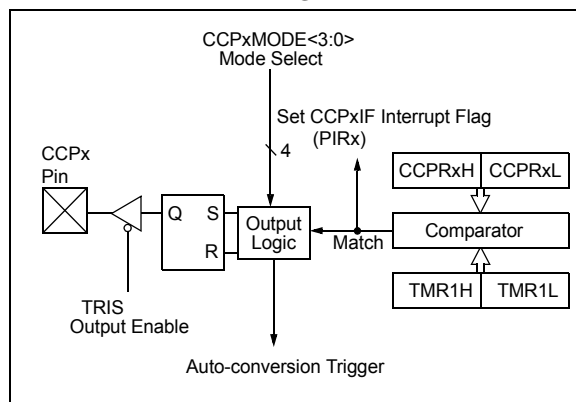 CCPxMODE<3:0>
Mode Select
Set CCPxIF Interrupt Flag
(PIRx)
4
CCPx
Pin
CCPRxH CCPRxL
Q S
R
Output
Logic
Match
Comparator
TRIS
Output Enable
TMR1H TMR1L
Auto-conversion Trigger